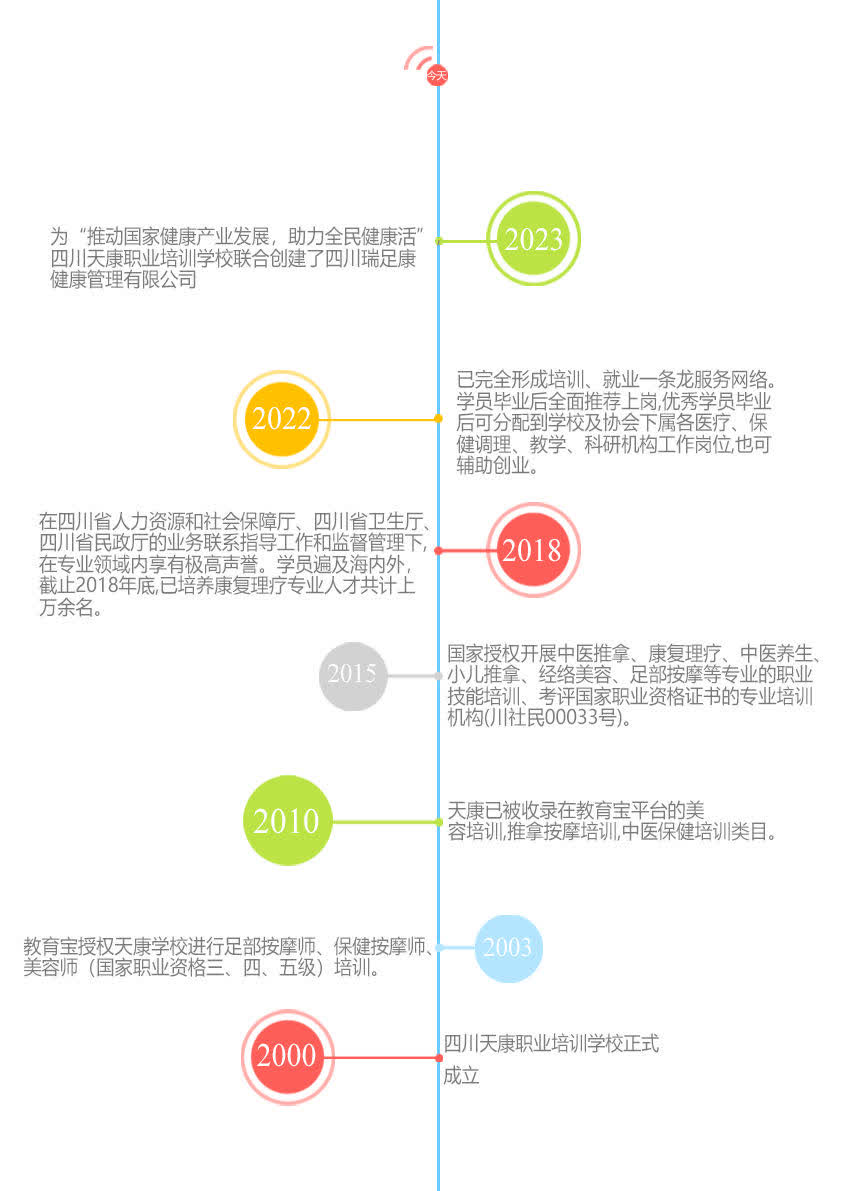 今天
2023
为“推动国家健康产业发展，助力全民健康活”
四川天康职业培训学校联合创建了四川瑞足康
健康管理有限公司
2022
已完全形成培训、就业一条龙服务网络。
学员毕业后全面推荐上岗,优秀学员毕业
后可分配到学校及协会下属各医疗、保
健调理、教学、科研机构工作岗位,也可
辅助创业。
2018
在四川省人力资源和社会保障厅、四川省卫生厅、
四川省民政厅的业务联系指导工作和监督管理下,
在专业领域内享有极高声誉。学员遍及海内外，
截止2018年底,已培养康复理疗专业人才共计上
万余名。
2015
国家授权开展中医推拿、康复理疗、中医养生、
小儿推拿、经络美容、足部按摩等专业的职业
技能培训、考评国家职业资格证书的专业培训
机构(川社民00033号)。
2010
天康已被收录在教育宝平台的美
容培训,推拿按摩培训,中医保健培训类目。
2003
教育宝授权天康学校进行足部按摩师、保健按摩师、
美容师（国家职业资格三、四、五级）培训。
2000
四川天康职业培训学校正式
成立